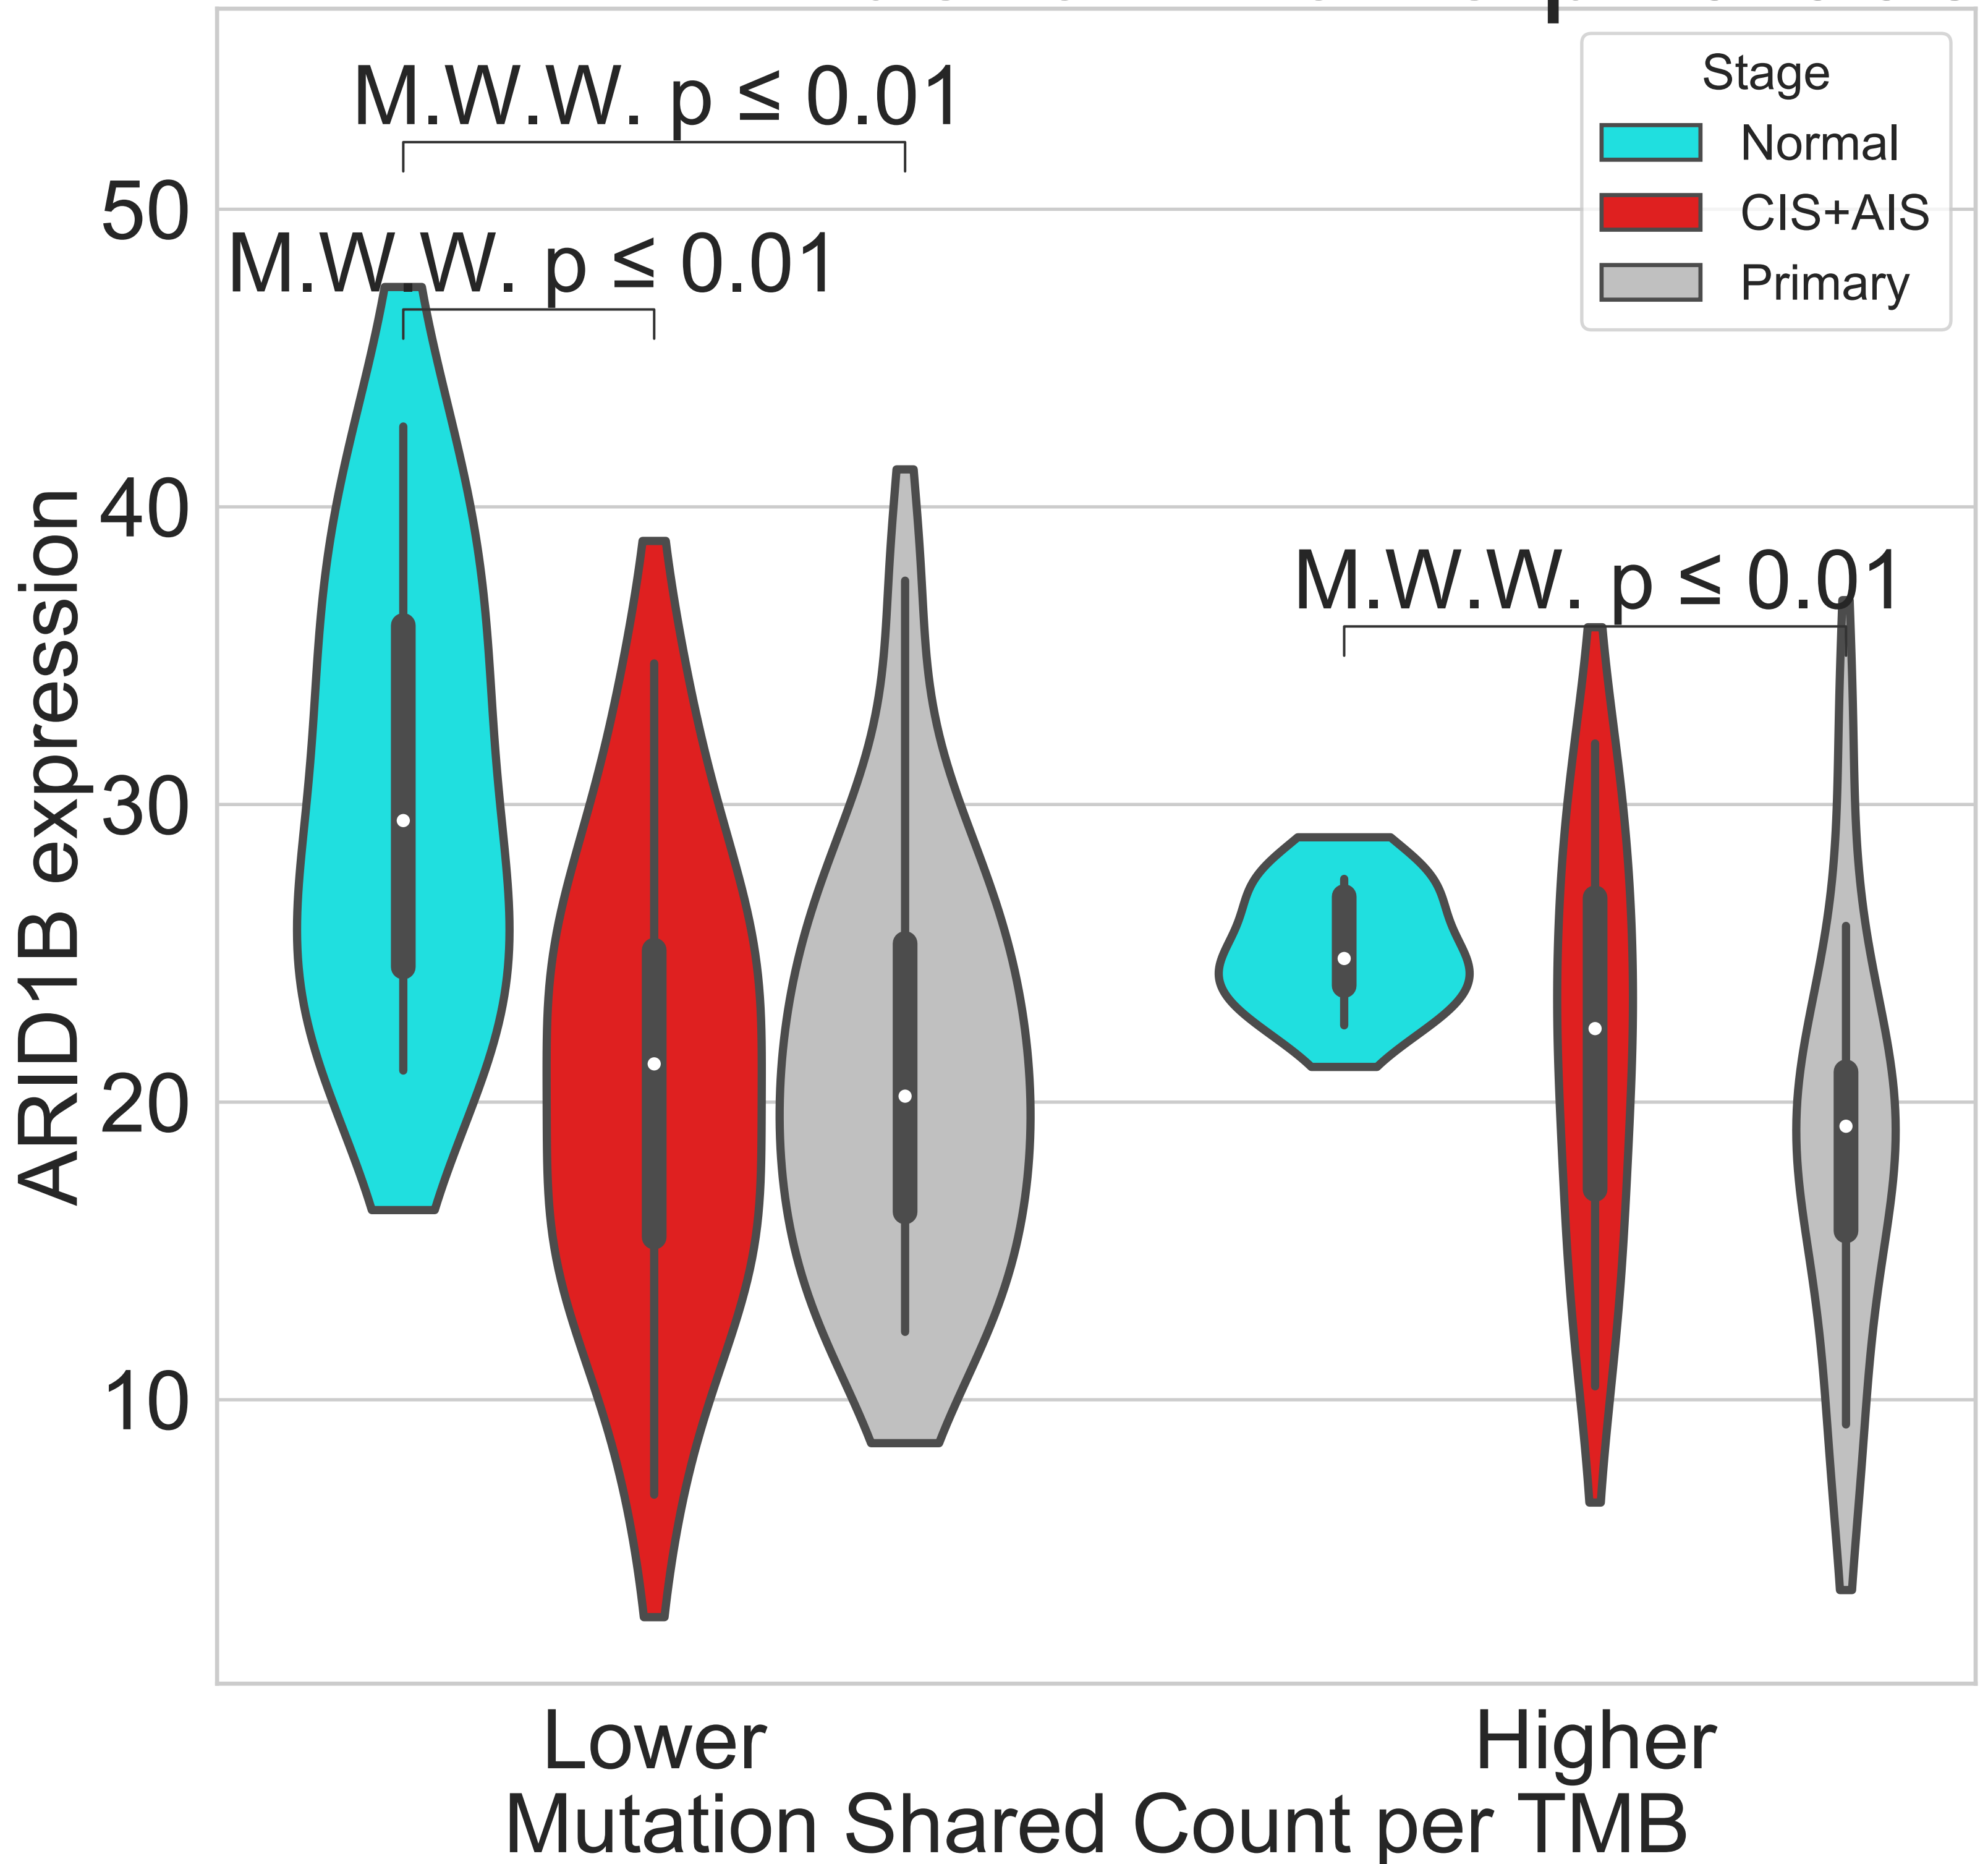 M.W.W. p ≤ 0.01
Stage
Normal
CIS+AIS
Primary
M.W.W. p ≤ 0.01
M.W.W. p ≤ 0.01
50
40
30
20
10
ARID1B expression
Lower
Higher
Mutation Shared Count per TMB